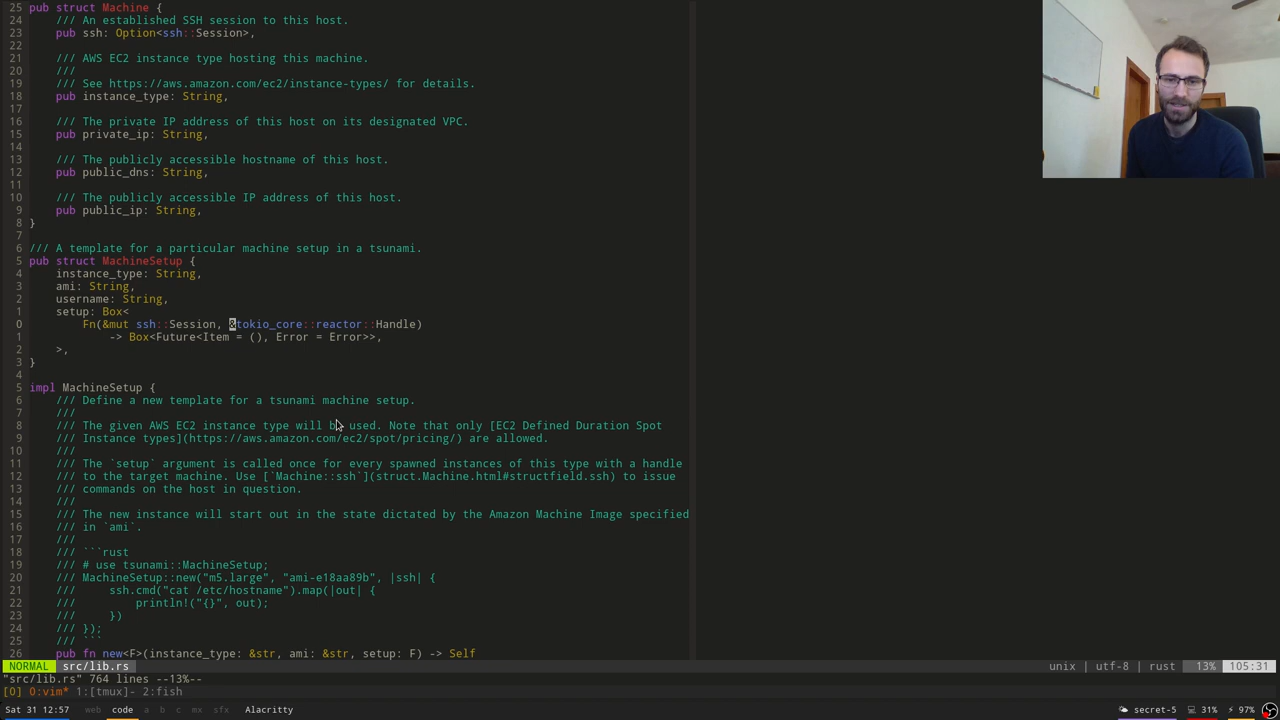 25 pub struct Machine {
24     /// An established SSH session to this host.
23     pub ssh: Option<ssh::Session>,
22
21     /// AWS EC2 instance type hosting this machine.
20     ///
19     /// See https://aws.amazon.com/ec2/instance-types/ for details.
18     pub instance_type: String,
17
16     /// The private IP address of this host on its designated VPC.
15     pub private_ip: String,
14
13     /// The publicly accessible hostname of this host.
12     pub public_dns: String,
11
10     /// The publicly accessible IP address of this host.
9     pub public_ip: String,
8 }
7
6 /// A template for a particular machine setup in a tsunami.
5 pub struct MachineSetup {
4     instance_type: String,
3     ami: String,
2     username: String,
1     setup: Box<
0         Fn(&mut ssh::Session, &tokio_core::reactor::Handle)
1             -> Box<Future<Item = (), Error = Error>>,
2     >,
3 }
4
5 impl MachineSetup {
6     /// Define a new template for a tsunami machine setup.
7     ///
8     /// The given AWS EC2 instance type will be used. Note that only [EC2 Defined Duration Spot
9     /// Instance types](https://aws.amazon.com/ec2/spot/pricing/) are allowed.
10     ///
11     /// The `setup` argument is called once for every spawned instances of this type with a handle
12     /// to the target machine. Use [`Machine::ssh`](struct.Machine.html#structfield.ssh) to issue
13     /// commands on the host in question.
14     ///
15     /// The new instance will start out in the state dictated by the Amazon Machine Image specified
16     /// in `ami`.
17     ///
18     /// ```rust
19     /// # use tsunami::MachineSetup;
20     /// MachineSetup::new("m5.large", "ami-e18aa89b", |ssh| {
21     ///     ssh.cmd("cat /etc/hostname").map(|out| {
22     ///         println!("{}", out);
23     ///     })
24     /// });
25     /// ```
26     pub fn new<F>(instance_type: &str, ami: &str, setup: F) -> Self
NORMAL src/lib.rs unix | utf-8 | rust 13% 105:31
"src/lib.rs" 764 lines --13%--
[0] 0:vim* 1:[tmux]- 2:fish
Sat 31 12:57 web code a b c mx sfx Alacritty secret-5 31% 97%